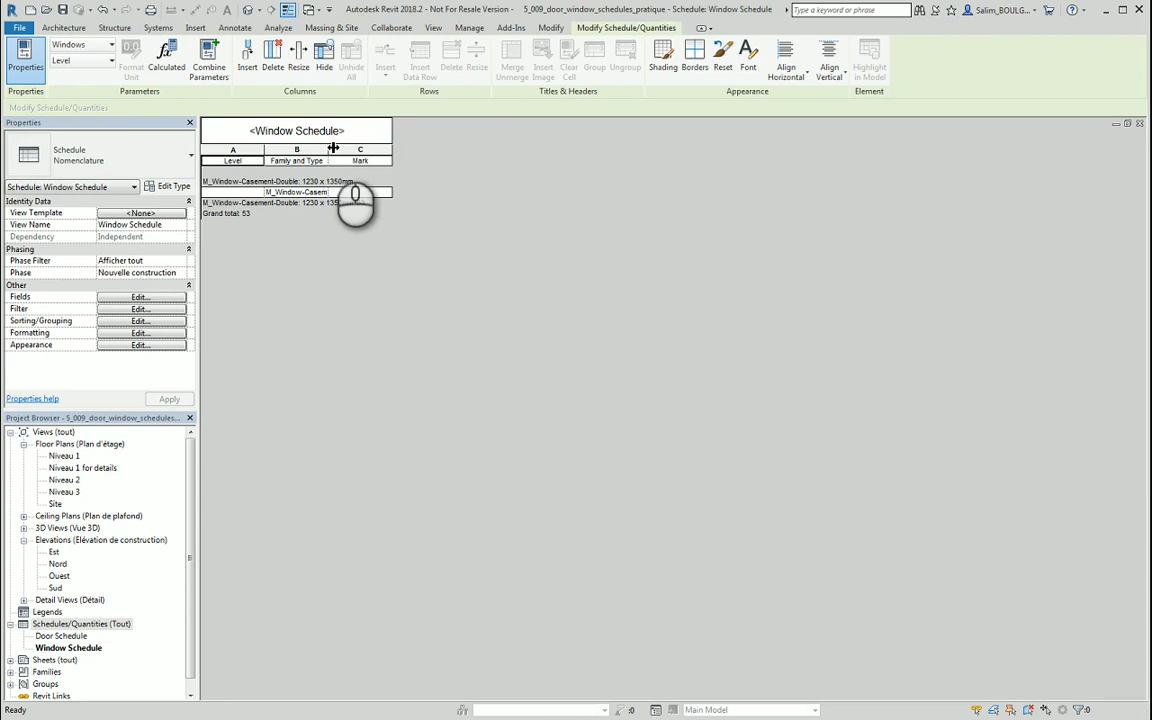 Autodesk Revit 2018.2 - Not For Resale Version - 5_009_door_window_schedules_pratique - Schedule: Window Schedule
Type a keyword or phrase
Salim_BOULG...
File Architecture Structure Systems Insert Annotate Analyze Massing & Site Collaborate View Manage Add-Ins Modify Modify Schedule/Quantities
Windows
Level
Properties
Format Unit
Calculated
Combine Parameters
Insert
Delete
Resize
Hide
Unhide All
Insert
Insert Data Row
Delete
Resize
Merge Unmerge
Insert Image
Clear Cell
Group
Ungroup
Shading
Borders
Reset
Font
Align Horizontal
Align Vertical
Highlight in Model
Properties Parameters Columns Rows Titles & Headers Appearance Element
Modify Schedule/Quantities
Properties
Schedule
Nomenclature
Schedule: Window Schedule
Edit Type
Identity Data
View Template <None>
View Name Window Schedule
Dependency Independent
Phasing
Phase Filter Afficher tout
Phase Nouvelle construction
Other
Fields Edit...
Filter Edit...
Sorting/Grouping Edit...
Formatting Edit...
Appearance Edit...
Properties help
Apply
Project Browser - 5_009_door_window_schedules...
Views (tout)
Floor Plans (Plan d'étage)
Niveau 1
Niveau 1 for details
Niveau 2
Niveau 3
Site
Ceiling Plans (Plan de plafond)
3D Views (Vue 3D)
Elevations (Elévation de construction)
Est
Nord
Ouest
Sud
Detail Views (Détail)
Legends
Schedules/Quantities (Tout)
Door Schedule
Window Schedule
Sheets (tout)
Families
Groups
Revit Links
<Window Schedule>
A B C
Level Family and Type Mark
M_Window-Casement-Double: 1230 x 1350mm
M_Window-Casem
M_Window-Casement-Double: 1230 x 135
Grand total: 53
Ready
:0
Main Model
:0